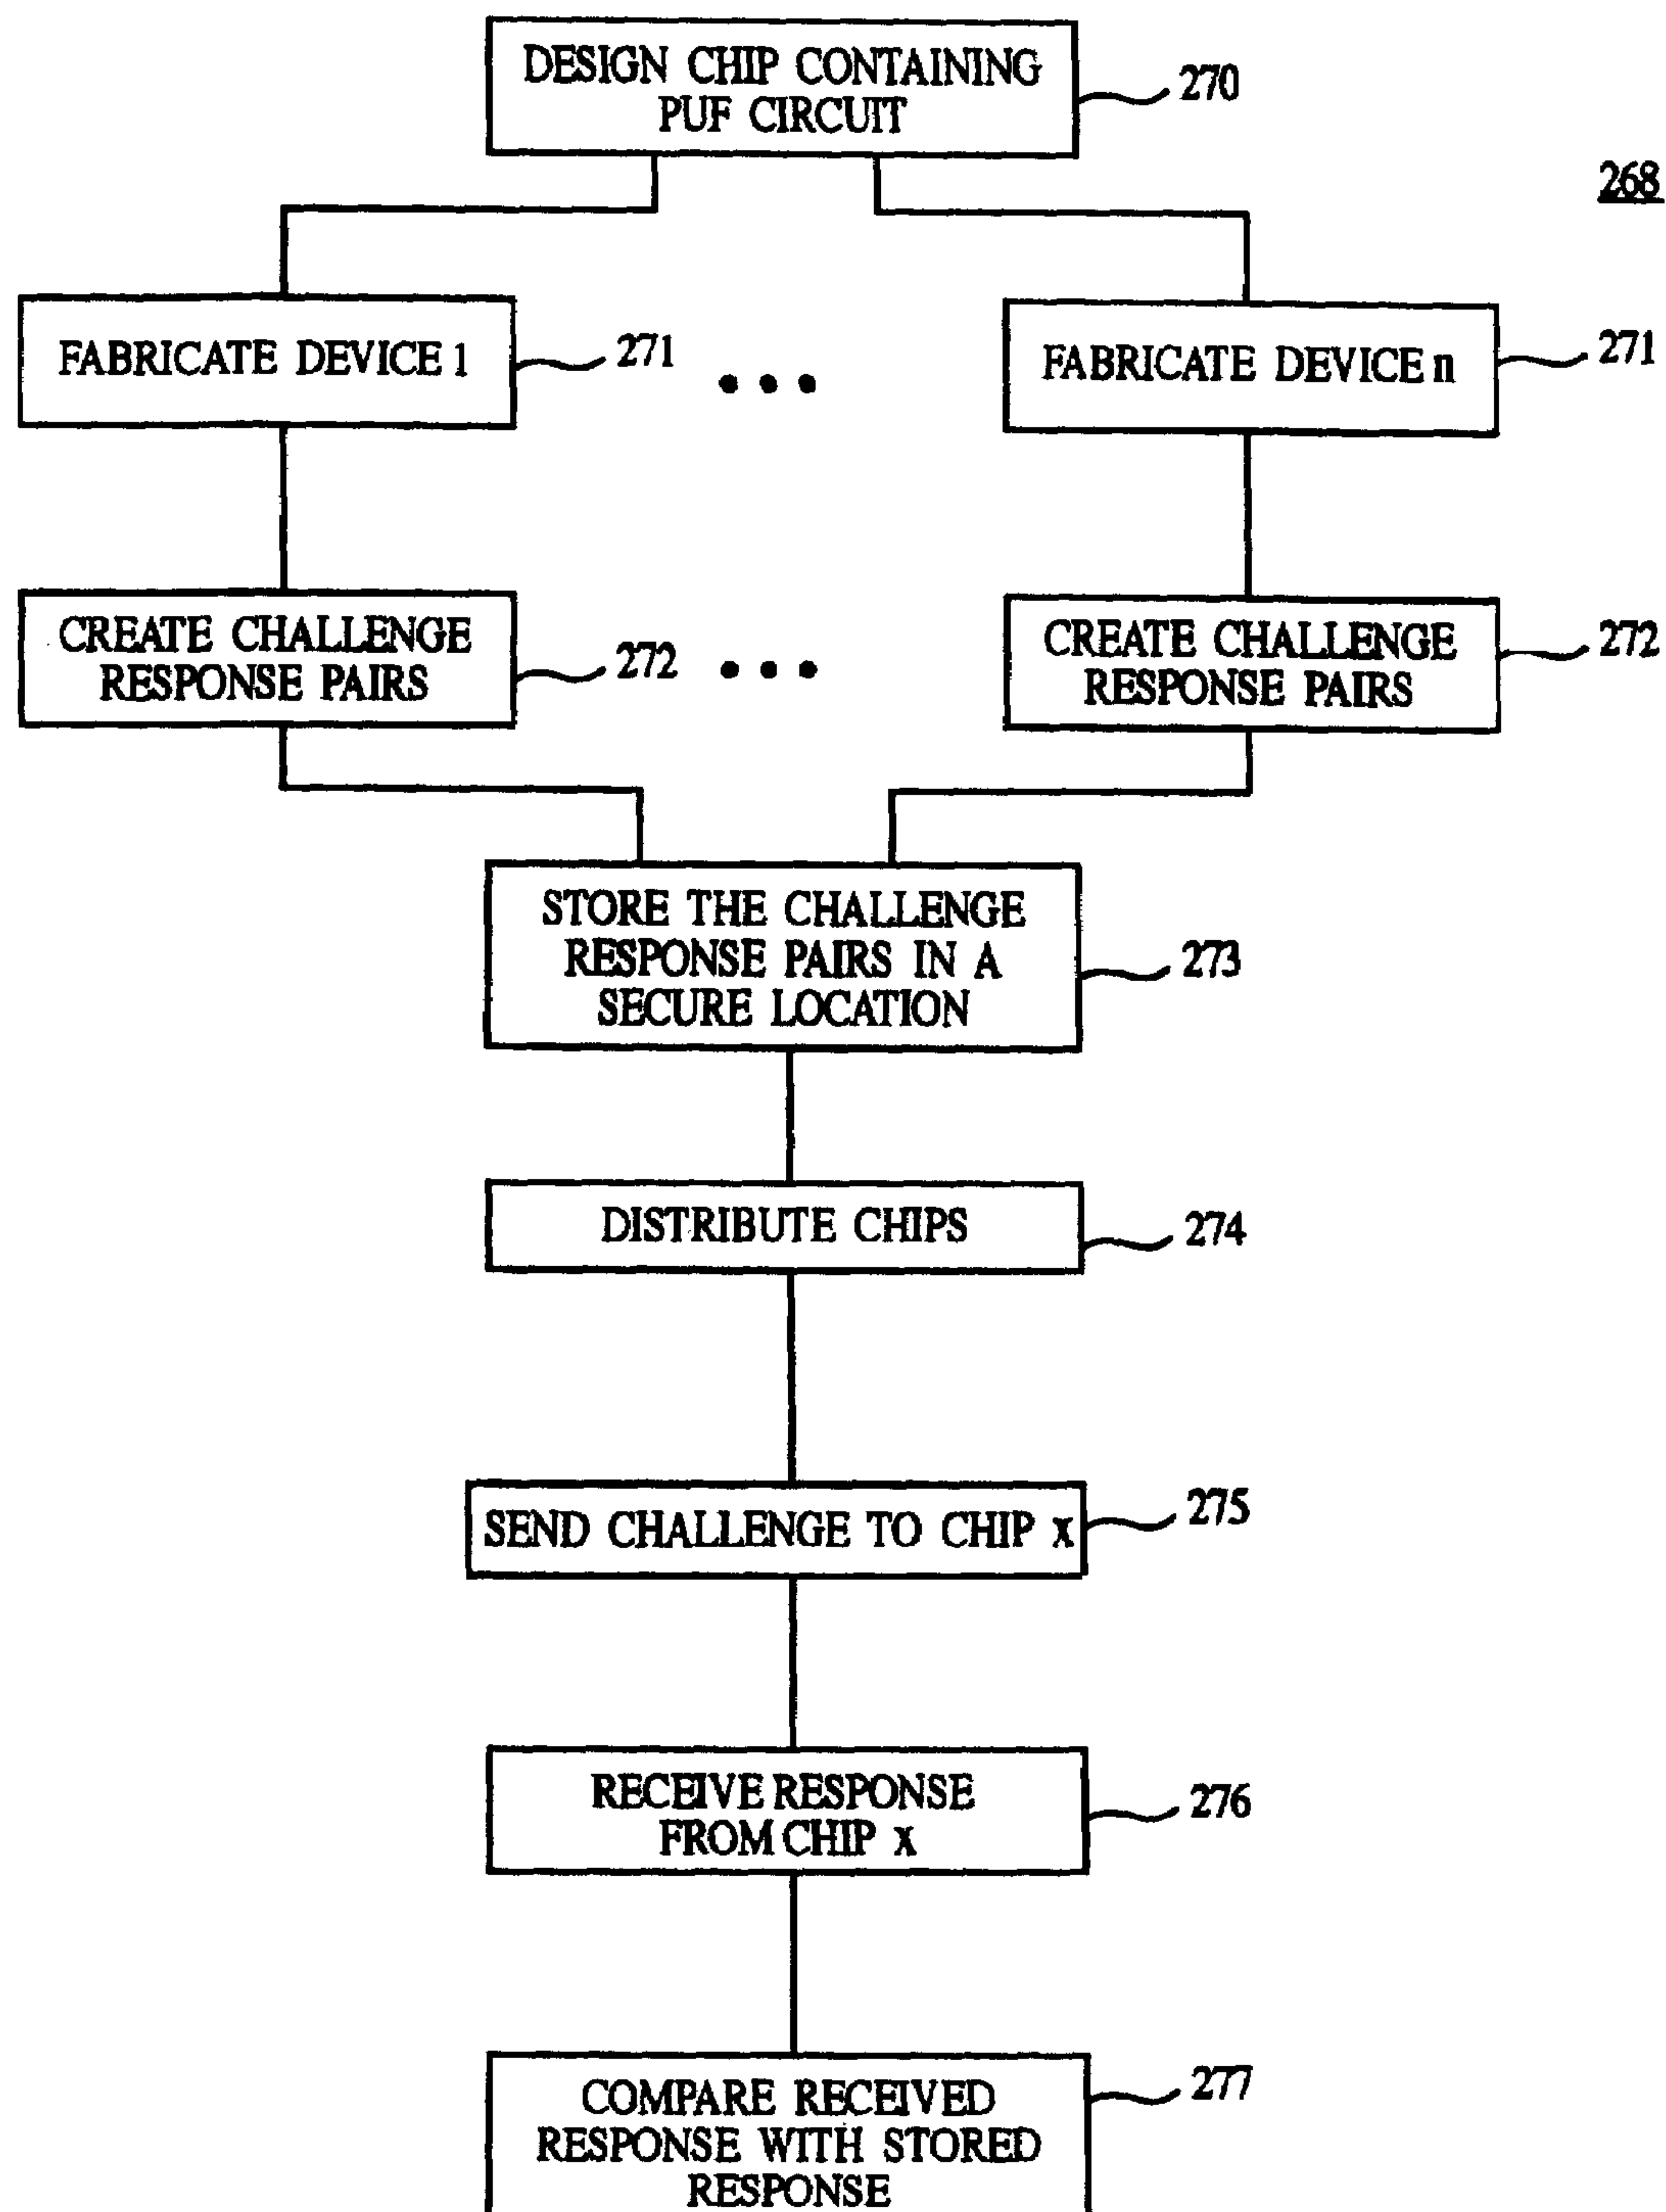 DESIGN CHIP CONTAINING
PUF CIRCUIT
270
268
FABRICATE DEVICE 1
271
FABRICATE DEVICE n
271
CREATE CHALLENGE
RESPONSE PAIRS
272
CREATE CHALLENGE
RESPONSE PAIRS
272
STORE THE CHALLENGE
RESPONSE PAIRS IN A
SECURE LOCATION
273
DISTRIBUTE CHIPS
274
SEND CHALLENGE TO CHIP x
275
RECEIVE RESPONSE
FROM CHIP x
276
COMPARE RECEIVED
RESPONSE WITH STORED
RESPONSE
277